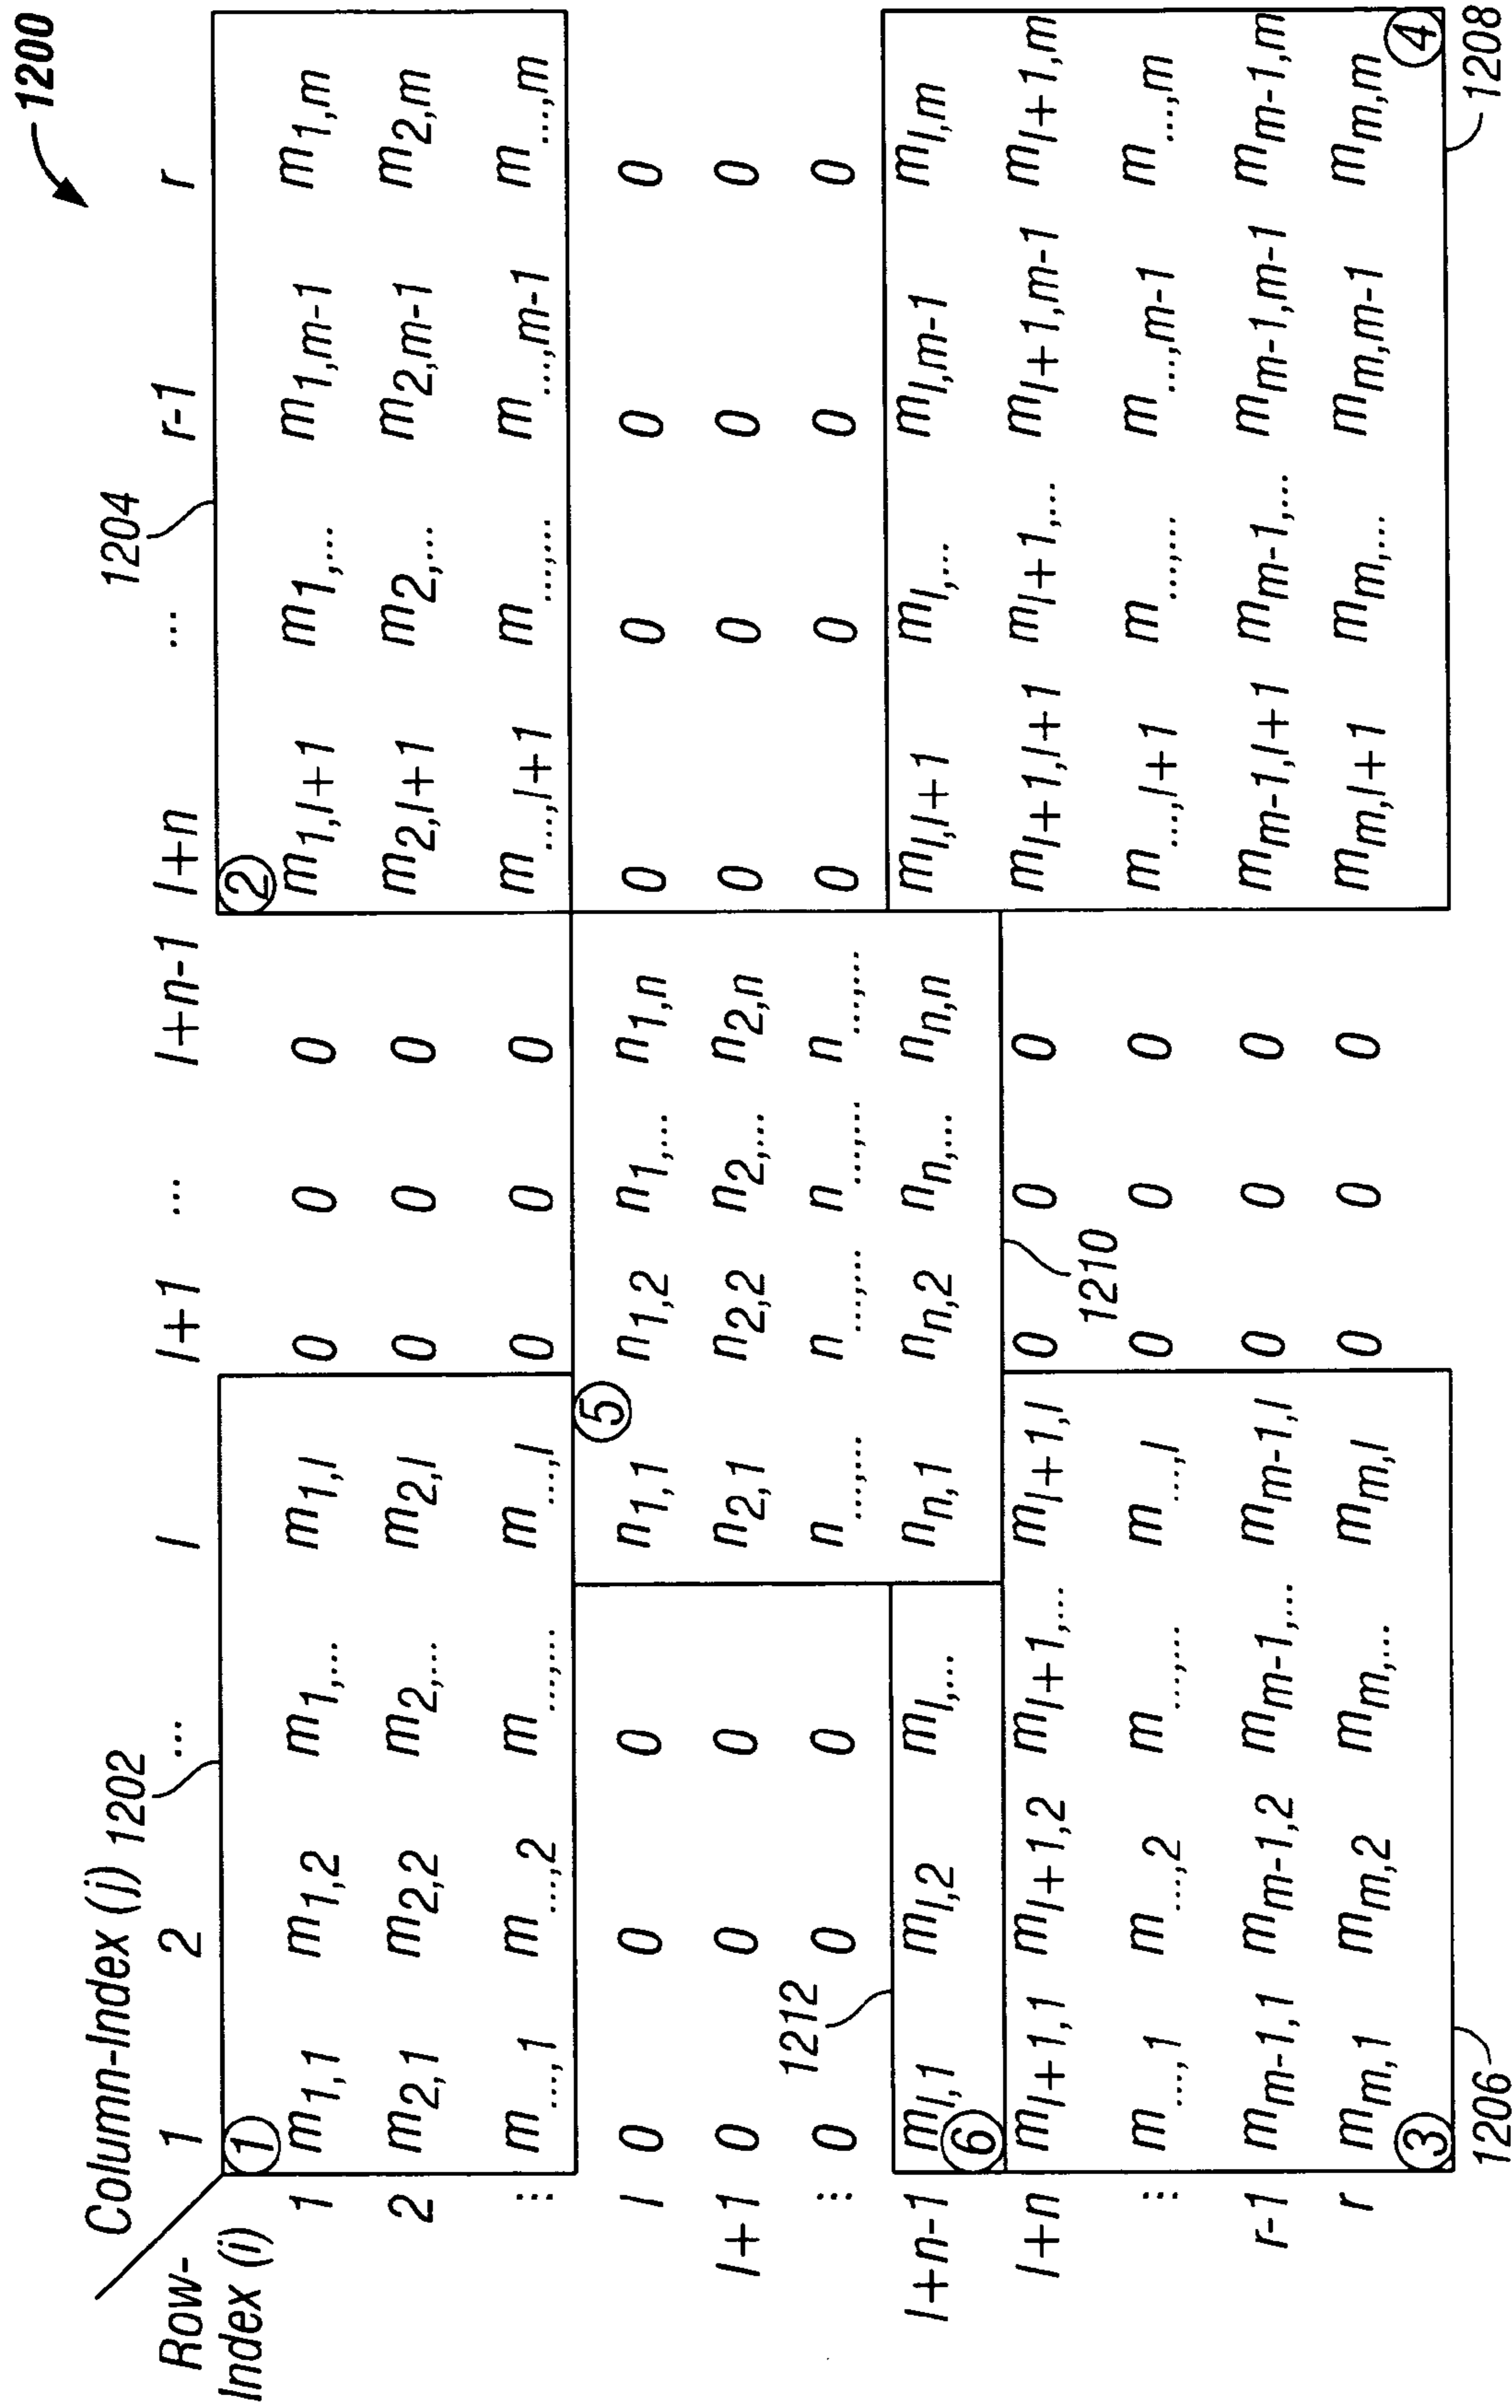 1200
Column-Index (j) 1202 1204
Row-Index (i)
1 2 ... l l+1 ... l+n-1 l+n ... r-1 r
① ②
1 m1,1 m1,2 m1,... m1,l 0 0 0 m1,l+1 m1,... m1,m-1 m1,m
2 m2,1 m2,2 m2,... m2,l 0 0 0 m2,l+1 m2,... m2,m-1 m2,m
⋮ m...,1 m...,2 m...,... m...,l 0 0 0 m...,l+1 m...,... m...,m-1 m...,m
⑤
l 0 0 0 n1,1 n1,2 n1,... n1,n 0 0 0 0
l+1 0 0 0 n2,1 n2,2 n2,... n2,n 0 0 0 0
⋮ 0 0 0 n...,... n...,... n...,... n...,... 0 0 0 0
1212
l+n-1 ml,1 ml,2 ml,... nn,1 nn,2 nn,... nn,n ml,l+1 ml,... ml,m-1 ml,m
⑥
l+n ml+1,1 ml+1,2 ml+1,... ml+1,l 0 0 0 ml+1,l+1 ml+1,... ml+1,m-1 ml+1,m
1210
⋮ m...,1 m...,2 m...,... m...,l 0 0 0 m...,l+1 m...,... m...,m-1 m...,m
r-1 mm-1,1 mm-1,2 mm-1,... mm-1,l 0 0 0 mm-1,l+1 mm-1,... mm-1,m-1 mm-1,m
r mm,1 mm,2 mm,... mm,l 0 0 0 mm,l+1 mm,... mm,m-1 mm,m
③ ④
1206 1208